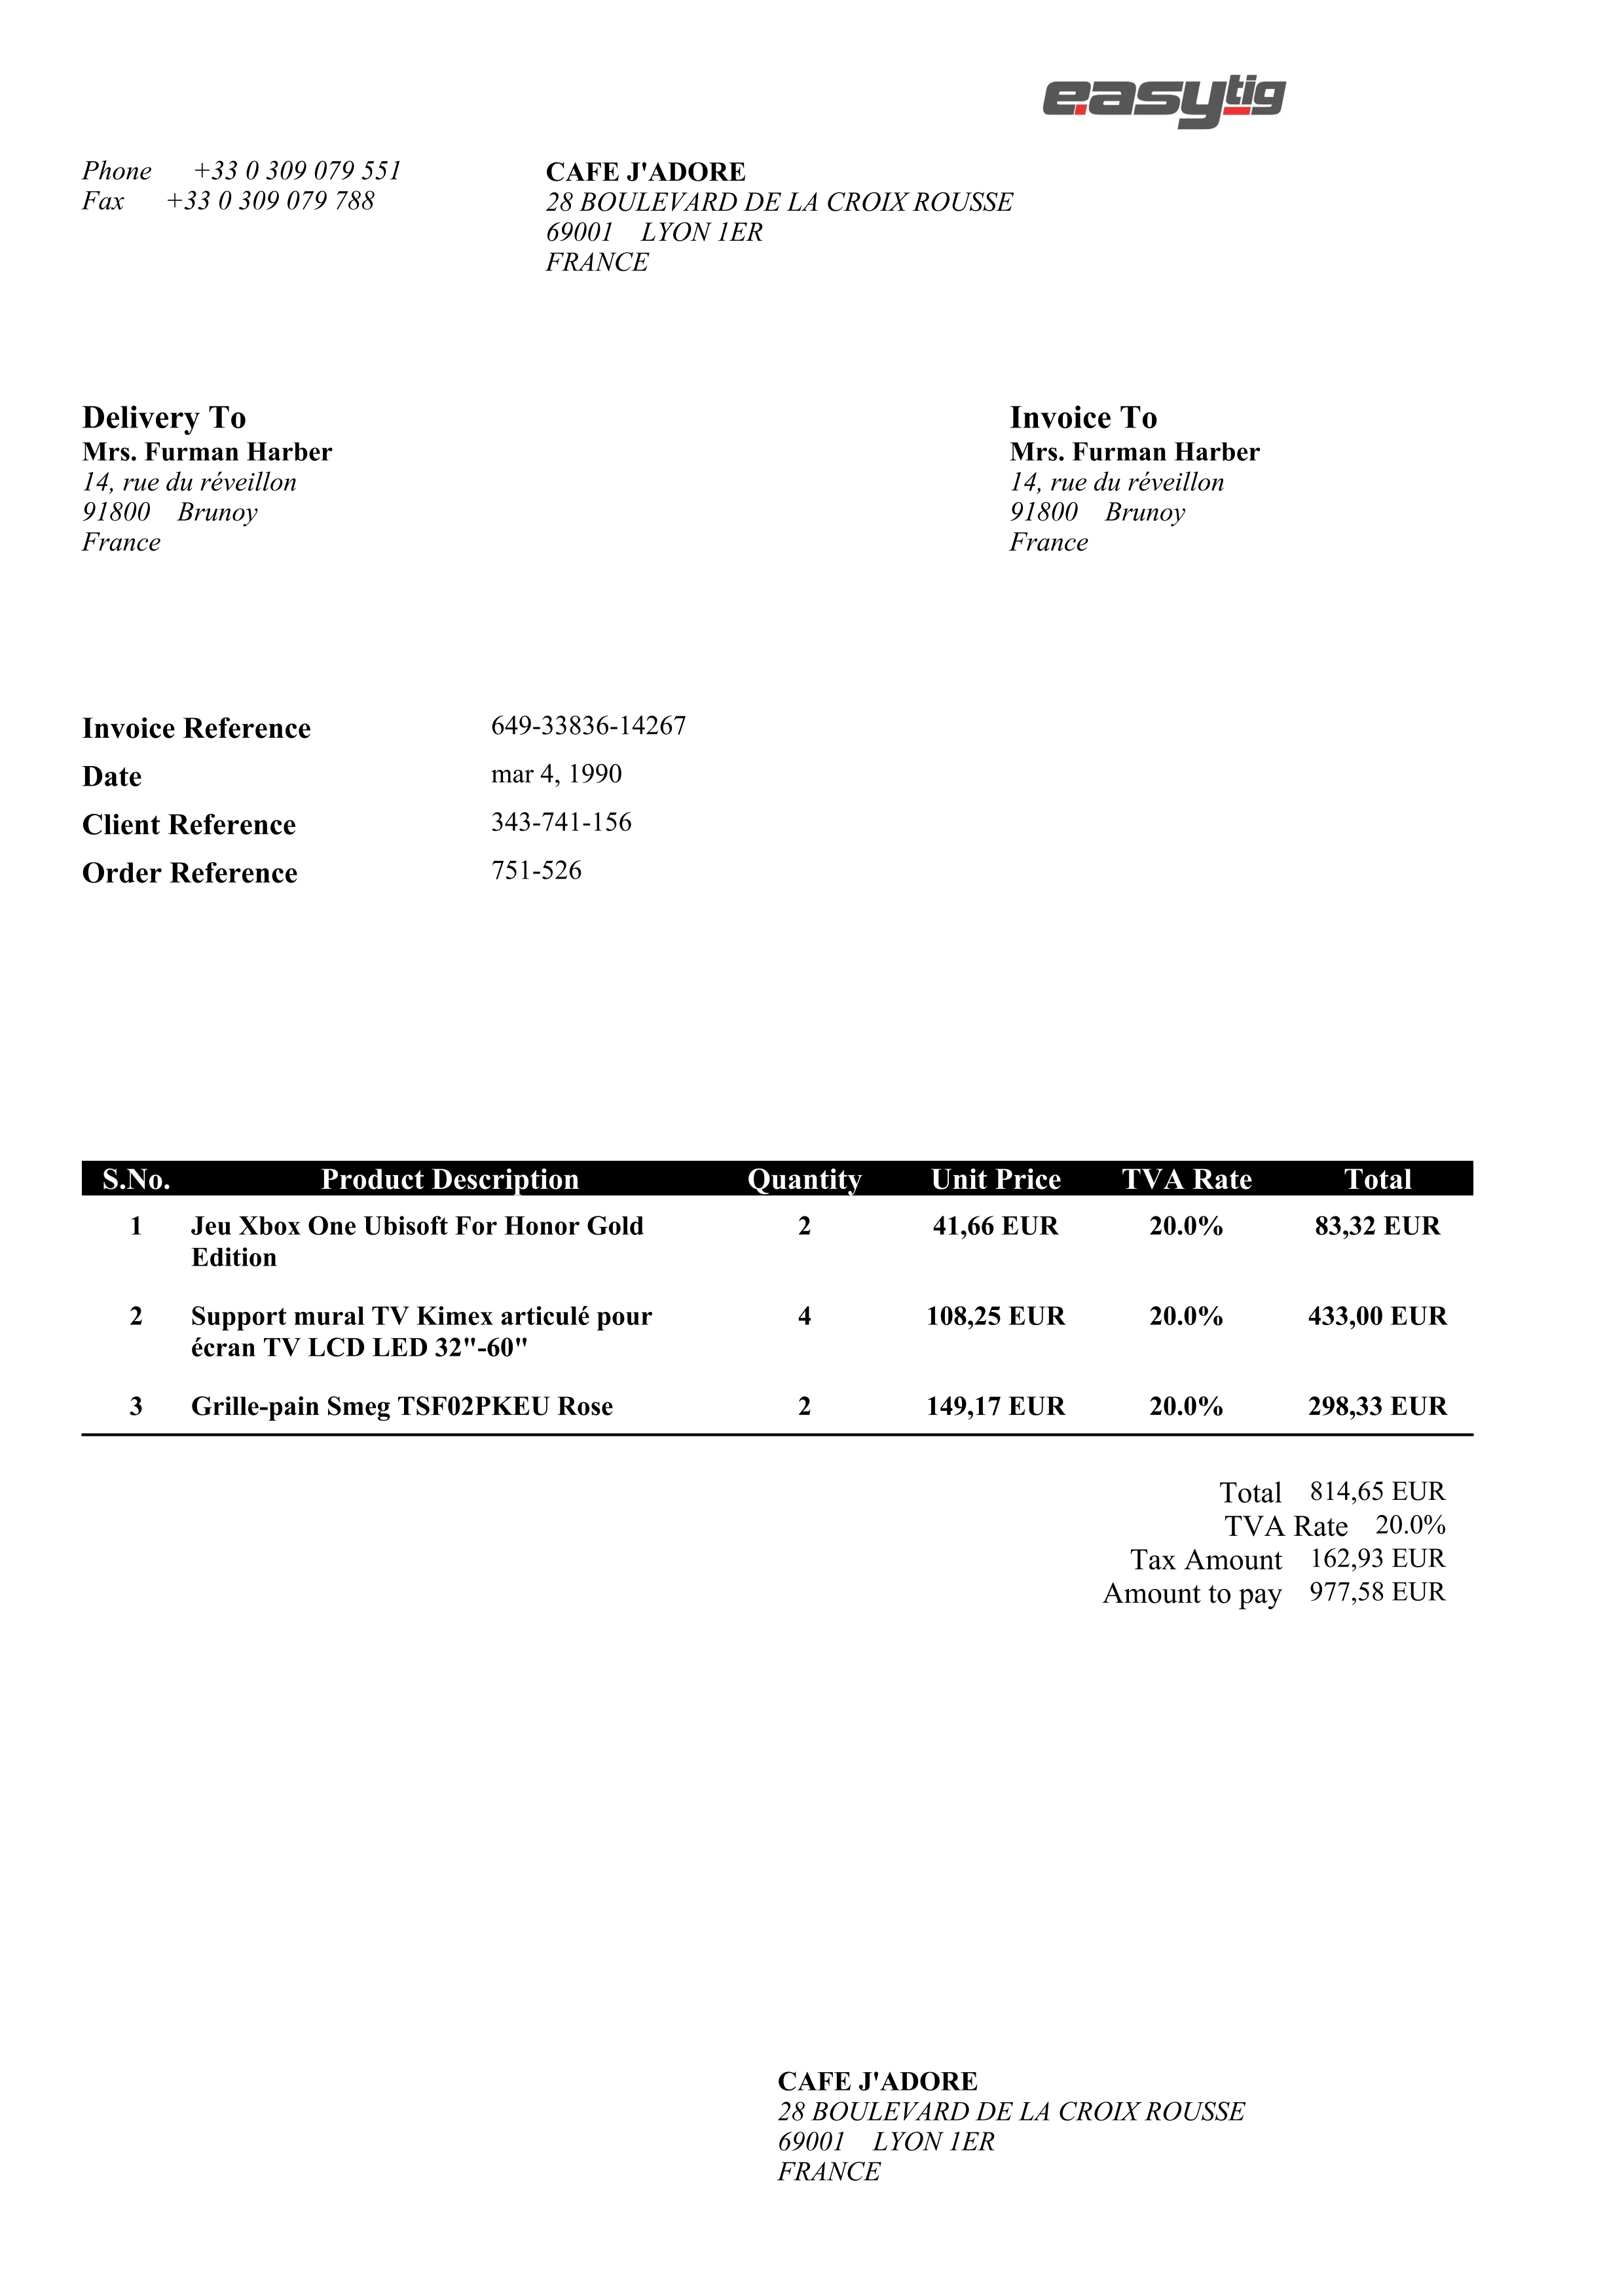 easytig
Phone +33 0 309 079 551
Fax +33 0 309 079 788
CAFE J'ADORE
28 BOULEVARD DE LA CROIX ROUSSE
69001 LYON 1ER
FRANCE
Delivery To
Mrs. Furman Harber
14, rue du réveillon
91800 Brunoy
France
Invoice To
Mrs. Furman Harber
14, rue du réveillon
91800 Brunoy
France
Invoice Reference 649-33836-14267
Date mar 4, 1990
Client Reference 343-741-156
Order Reference 751-526
S.No. Product Description Quantity Unit Price TVA Rate Total
1 Jeu Xbox One Ubisoft For Honor Gold 2 41,66 EUR 20.0% 83,32 EUR
Edition
2 Support mural TV Kimex articulé pour 4 108,25 EUR 20.0% 433,00 EUR
écran TV LCD LED 32"-60"
3 Grille-pain Smeg TSF02PKEU Rose 2 149,17 EUR 20.0% 298,33 EUR
Total 814,65 EUR
TVA Rate 20.0%
Tax Amount 162,93 EUR
Amount to pay 977,58 EUR
CAFE J'ADORE
28 BOULEVARD DE LA CROIX ROUSSE
69001 LYON 1ER
FRANCE